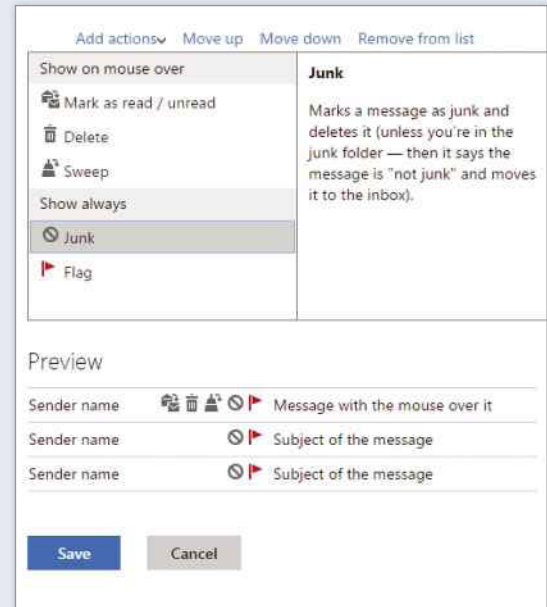 Add actions Move up Move down Remove from list
Show on mouse over
Mark as read / unread
Delete
Sweep
Show always
Junk
Flag
Junk
Marks a message as junk and
deletes it (unless you're in the
junk folder — then it says the
message is "not junk" and moves
it to the inbox).
Preview
Sender name Message with the mouse over it
Sender name Subject of the message
Sender name Subject of the message
Save Cancel